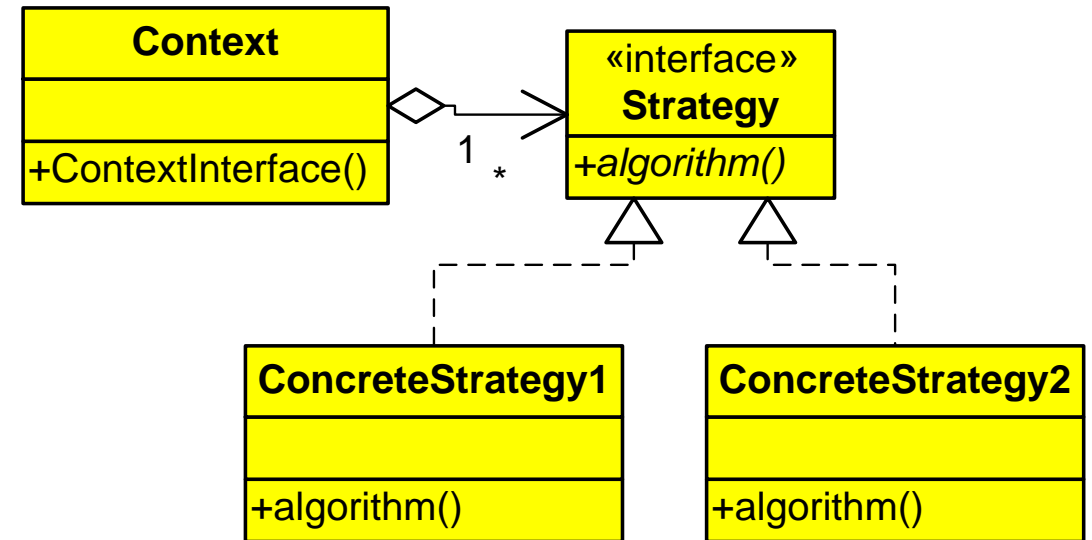 Context
+ContextInterface()
1
*
«interface»
Strategy
+algorithm()
ConcreteStrategy1
+algorithm()
ConcreteStrategy2
+algorithm()